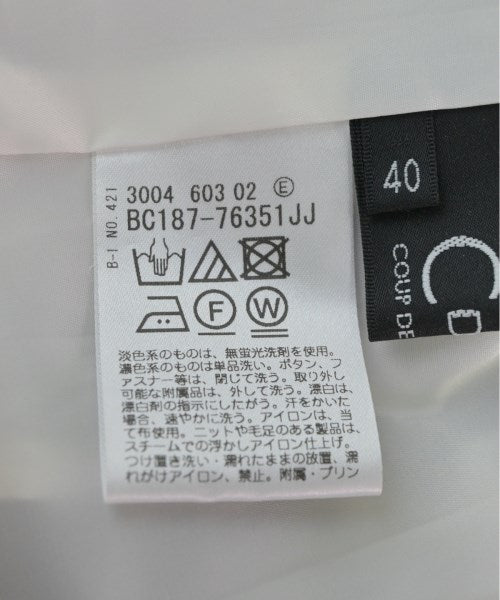 B-I NO.421
3004 603 02 Ⓔ
BC187-76351JJ
F
W
淡色系のものは、無蛍光洗剤を使用。
濃色系のものは単品洗い。ボタン、フ
ァスナー等は、閉じて洗う。取り外し
可能な附属品は、外して洗う。漂白は、
漂白剤の指示にしたがう。汗をかいた
場合、速やかに洗う。アイロンは、当
て布使用。ニットや毛足のある製品は、
スチームでの浮かしアイロン仕上げ。
つけ置き洗い・濡れたままの放置、濡
れがけアイロン、禁止。附属・プリン
40
COUP DE